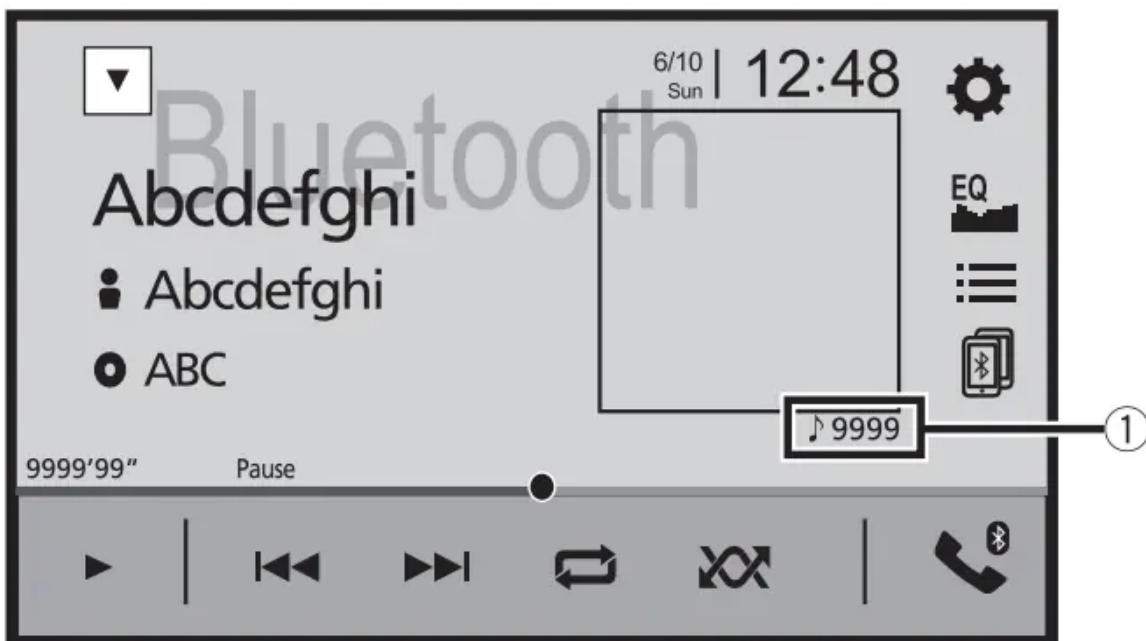 6/10
Sun
12:48
Bluetooth
Abcdefghi
Abcdefghi
ABC
EQ
♪9999
①
9999'99"
Pause